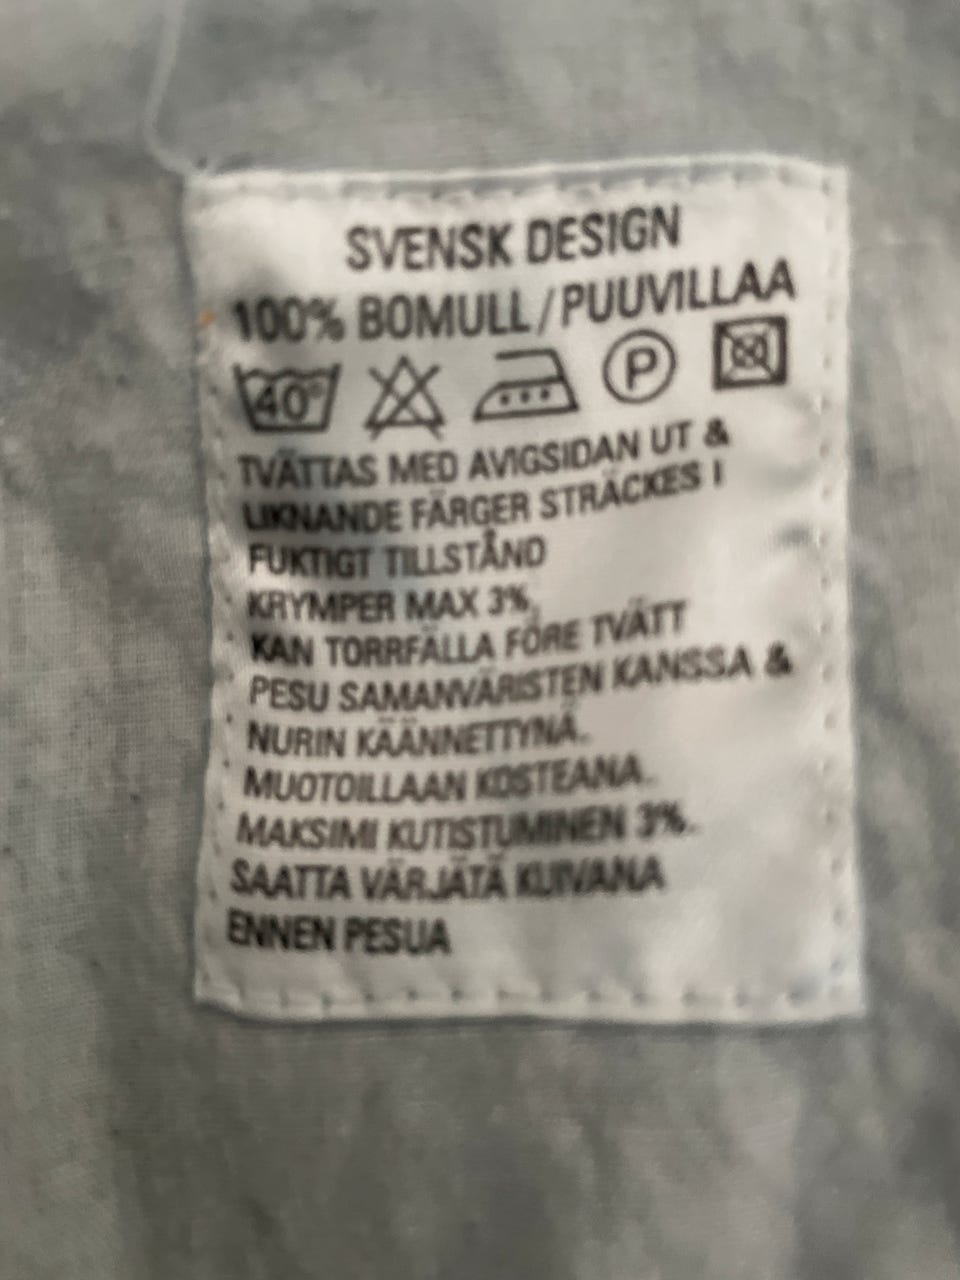 SVENSK DESIGN
100% BOMULL/PUUVILLAA
40° P
TVÄTTAS MED AVIGSIDAN UT &
LIKNANDE FÄRGER STRÄCKES I
FUKTIGT TILLSTÅND
KRYMPER MAX 3%.
KAN TORRFÄLLA FÖRE TVÄTT
PESU SAMANVÄRISTEN KANSSA &
NURIN KÄÄNNETTYNÄ.
MUOTOILLAAN KOSTEANA.
MAKSIMI KUTISTUMINEN 3%.
SAATTA VÄRJÄTÄ KUIVANA
ENNEN PESUA